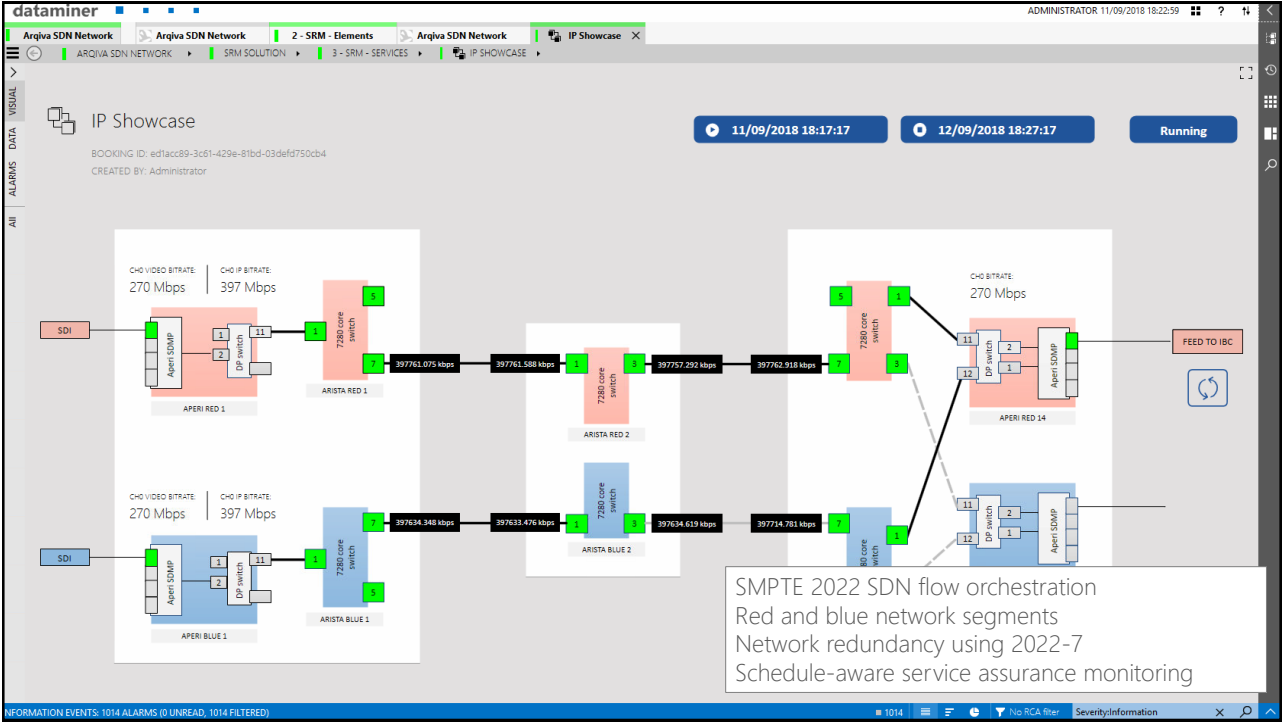 dataminer
ADMINISTRATOR 11/09/2018 18:22:59
?
Arqiva SDN Network
Arqiva SDN Network
2 - SRM - Elements
Arqiva SDN Network
IP Showcase X
ARQIVA SDN NETWORK
SRM SOLUTION
3 - SRM - SERVICES
IP SHOWCASE
VISUAL
DATA
ALARMS
All
IP Showcase
BOOKING ID: ed1acc89-3c61-429e-81bd-03defd750cb4
CREATED BY: Administrator
11/09/2018 18:17:17
12/09/2018 18:27:17
Running
CH0 VIDEO BITRATE:
270 Mbps
CH0 IP BITRATE:
397 Mbps
SDI
Aperi SDMP
1
2
DP switch
11
APERI RED 1
1
5
7
7280 core
switch
ARISTA RED 1
397761.075 kbps
397761.588 kbps
1
3
7280 core
switch
ARISTA RED 2
397757.292 kbps
397762.918 kbps
5
1
7
3
7280 core
switch
CH0 BITRATE:
270 Mbps
11
12
DP switch
2
1
Aperi SDMP
APERI RED 14
FEED TO IBC
CH0 VIDEO BITRATE:
270 Mbps
CH0 IP BITRATE:
397 Mbps
SDI
Aperi SDMP
1
2
DP switch
11
APERI BLUE 1
1
7
5
7280 core
switch
ARISTA BLUE 1
397634.348 kbps
397633.476 kbps
1
3
7280 core
switch
ARISTA BLUE 2
397634.619 kbps
397714.781 kbps
7
1
core
switch
11
12
DP switch
2
1
Aperi SDMP
SMPTE 2022 SDN flow orchestration
Red and blue network segments
Network redundancy using 2022-7
Schedule-aware service assurance monitoring
NFORMATION EVENTS: 1014 ALARMS (0 UNREAD, 1014 FILTERED)
1014
No RCA filter
Severity:Information
X